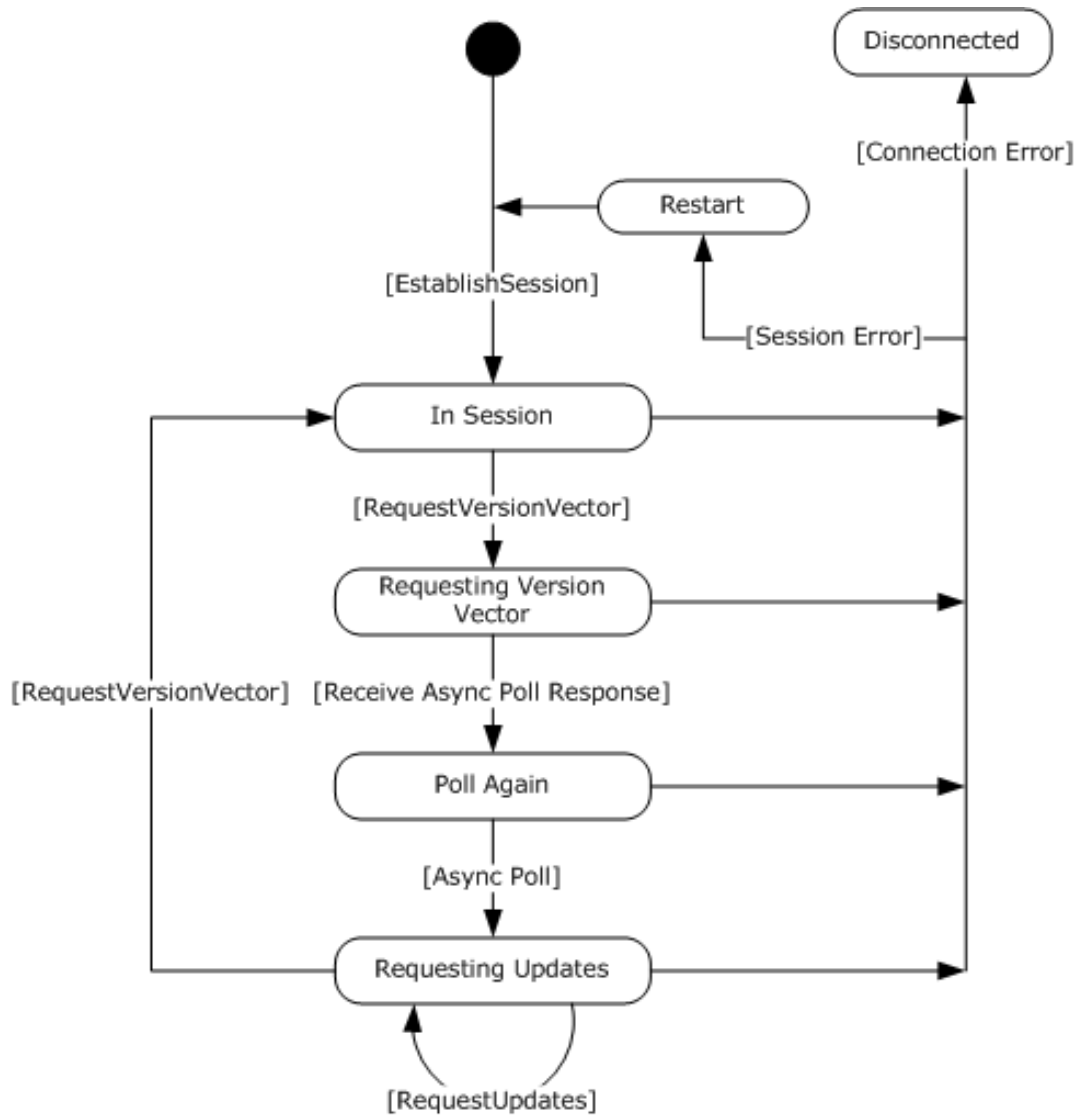 Disconnected
[Connection Error]
Restart
[EstablishSession]
[Session Error]
In Session
[RequestVersionVector]
Requesting Version
Vector
[RequestVersionVector]
[Receive Async Poll Response]
Poll Again
[Async Poll]
Requesting Updates
[RequestUpdates]